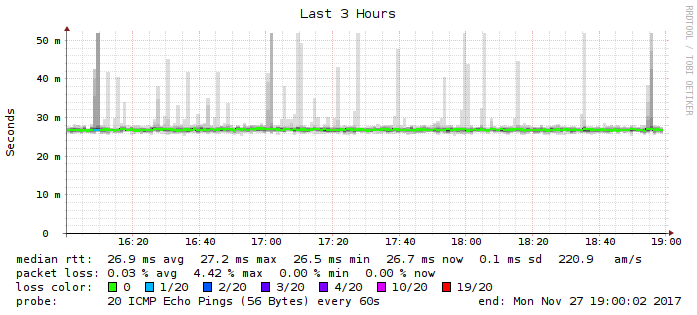 Last 3 Hours
RRDTOOL / TOBI OETIKER
Seconds
50 m
40 m
30 m
20 m
10 m
0
16:20 16:40 17:00 17:20 17:40 18:00 18:20 18:40 19:00
median rtt: 26.9 ms avg 27.2 ms max 26.5 ms min 26.7 ms now 0.1 ms sd 220.9 am/s
packet loss: 0.03 % avg 4.42 % max 0.00 % min 0.00 % now
loss color: 0 1/20 2/20 3/20 4/20 10/20 19/20
probe: 20 ICMP Echo Pings (56 Bytes) every 60s end: Mon Nov 27 19:00:02 2017